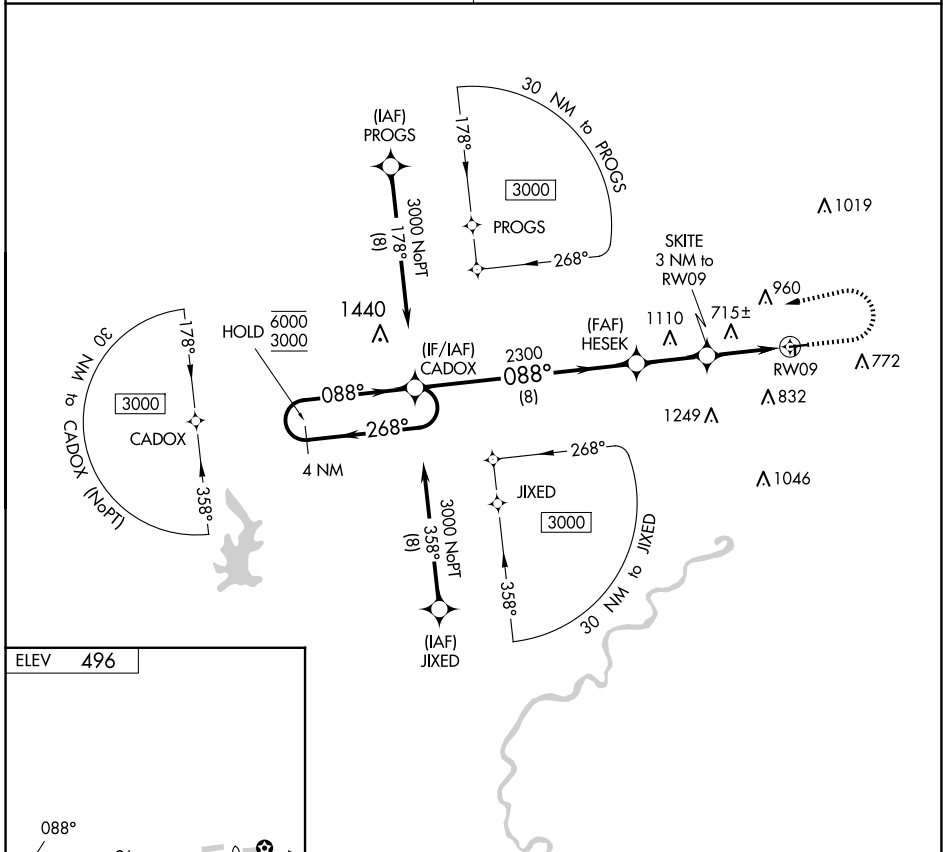 30 NM to PROGS
178°
3000
PROGS
268°
(IAF)
PROGS
3000 NoPT
178°
(8)
1019
SKITE
3 NM to
RW09
960
1440
HOLD
6000
3000
(IF/IAF)
CADOX
2300
088°
(8)
(FAF)
HESEK
1110
715±
RW09
772
832
1249
1046
088°
268°
4 NM
30 NM to CADOX (NoPT)
178°
3000
CADOX
358°
3000 NoPT
358°
(8)
(IAF)
JIXED
268°
JIXED
3000
358°
30 NM to JIXED
ELEV 496
088°